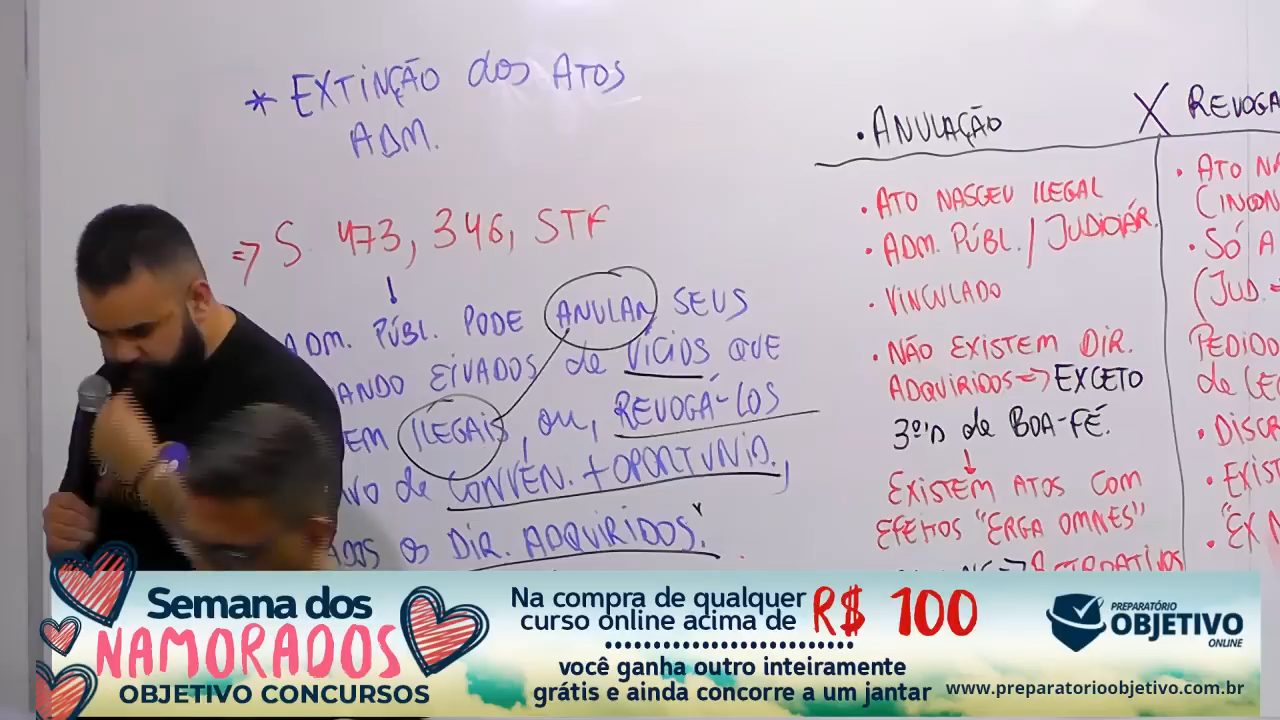 * EXTINÇÃO dos ATOS
ADM.
=> S. 473, 346, STF
ADM. PÚBL. PODE ANULAR SEUS
EIVADOS de VÍCIOS QUE
ILEGAIS, ou, REVOGÁ-LOS
de CONVÊN. + OPORTUNID.,
os DIR. ADQUIRIDOS.
• ANULAÇÃO X REVOGA
• ATO NASCEU ILEGAL
• ADM. PÚBL. / JUDICIÁR.
• VINCULADO
• NÃO EXISTEM DIR.
ADQUIRIDOS => EXCETO
3ºs de BOA-FÉ.
EXISTEM ATOS COM
EFEITOS "ERGA OMNES"
• ATO
• SÓ A
(JUD.
PEDIDO
de
• DISCR
• EXIST
• "EX
Semana dos
NAMORADOS
OBJETIVO CONCURSOS
Na compra de qualquer
curso online acima de R$ 100
você ganha outro inteiramente
grátis e ainda concorre a um jantar
PREPARATÓRIO
OBJETIVO
ONLINE
www.preparatorioobjetivo.com.br